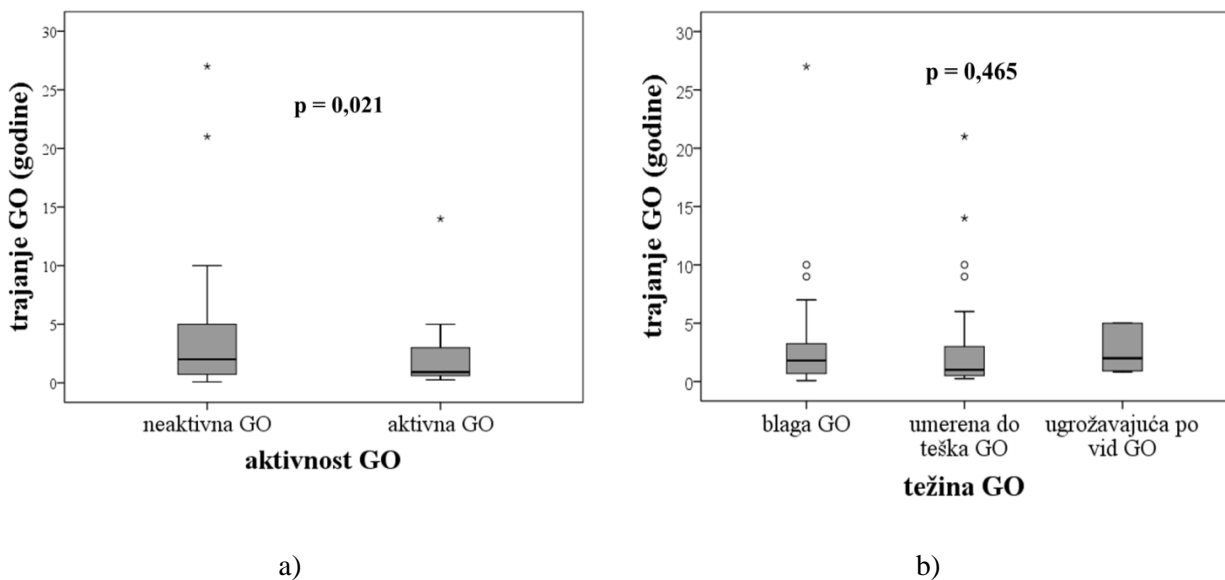 30
25
20
15
10
5
0
trajanje GO (godine)
p = 0,021
*
*
*
neaktivna GO
aktivna GO
aktivnost GO
a)
30
25
20
15
10
5
0
trajanje GO (godine)
p = 0,465
*
*
*
blaga GO
umerena do
teška GO
ugrožavajuća po
vid GO
težina GO
b)